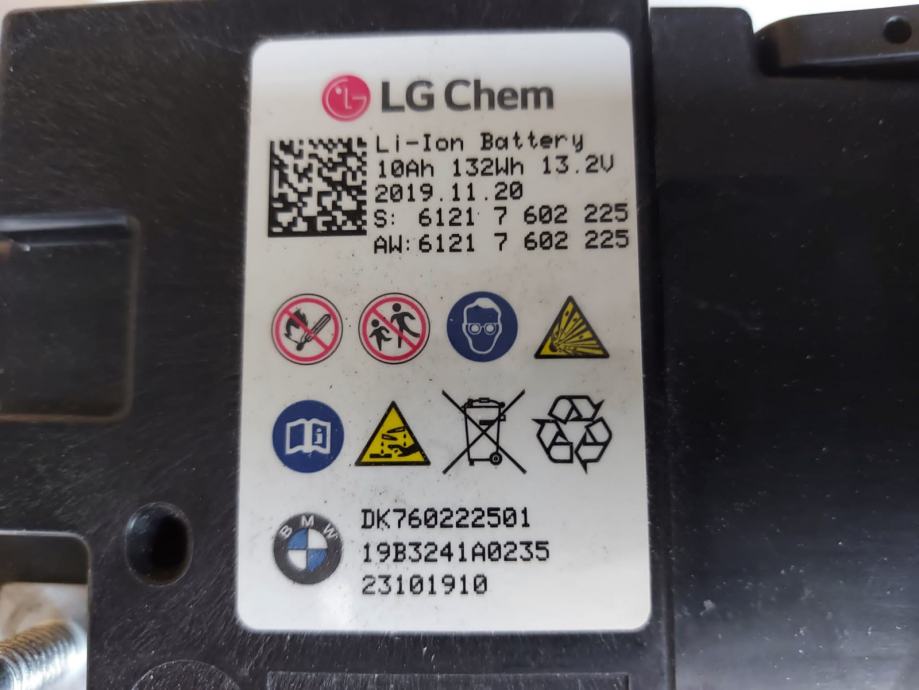 LG Chem
Li-Ion Battery
10Ah 132Wh 13.2V
2019.11.20
S: 6121 7 602 225
AW: 6121 7 602 225
BMW
DK760222501
19B3241A0235
23101910